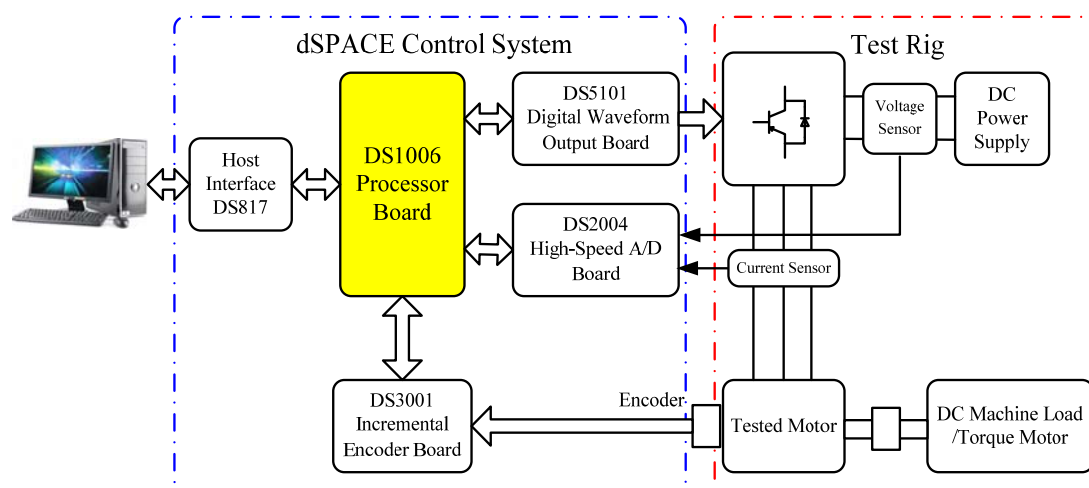 dSPACE Control System
Test Rig
Host
Interface
DS817
DS1006
Processor
Board
DS5101
Digital Waveform
Output Board
DS2004
High-Speed A/D
Board
DS3001
Incremental
Encoder Board
Voltage
Sensor
DC
Power
Supply
Current Sensor
Encoder
Tested Motor
DC Machine Load
/Torque Motor